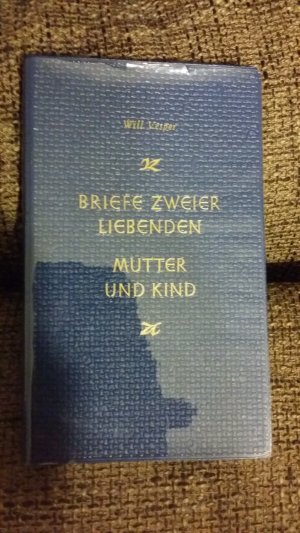 Will Vesper
BRIEFE ZWEIER
LIEBENDEN
MUTTER
UND KIND